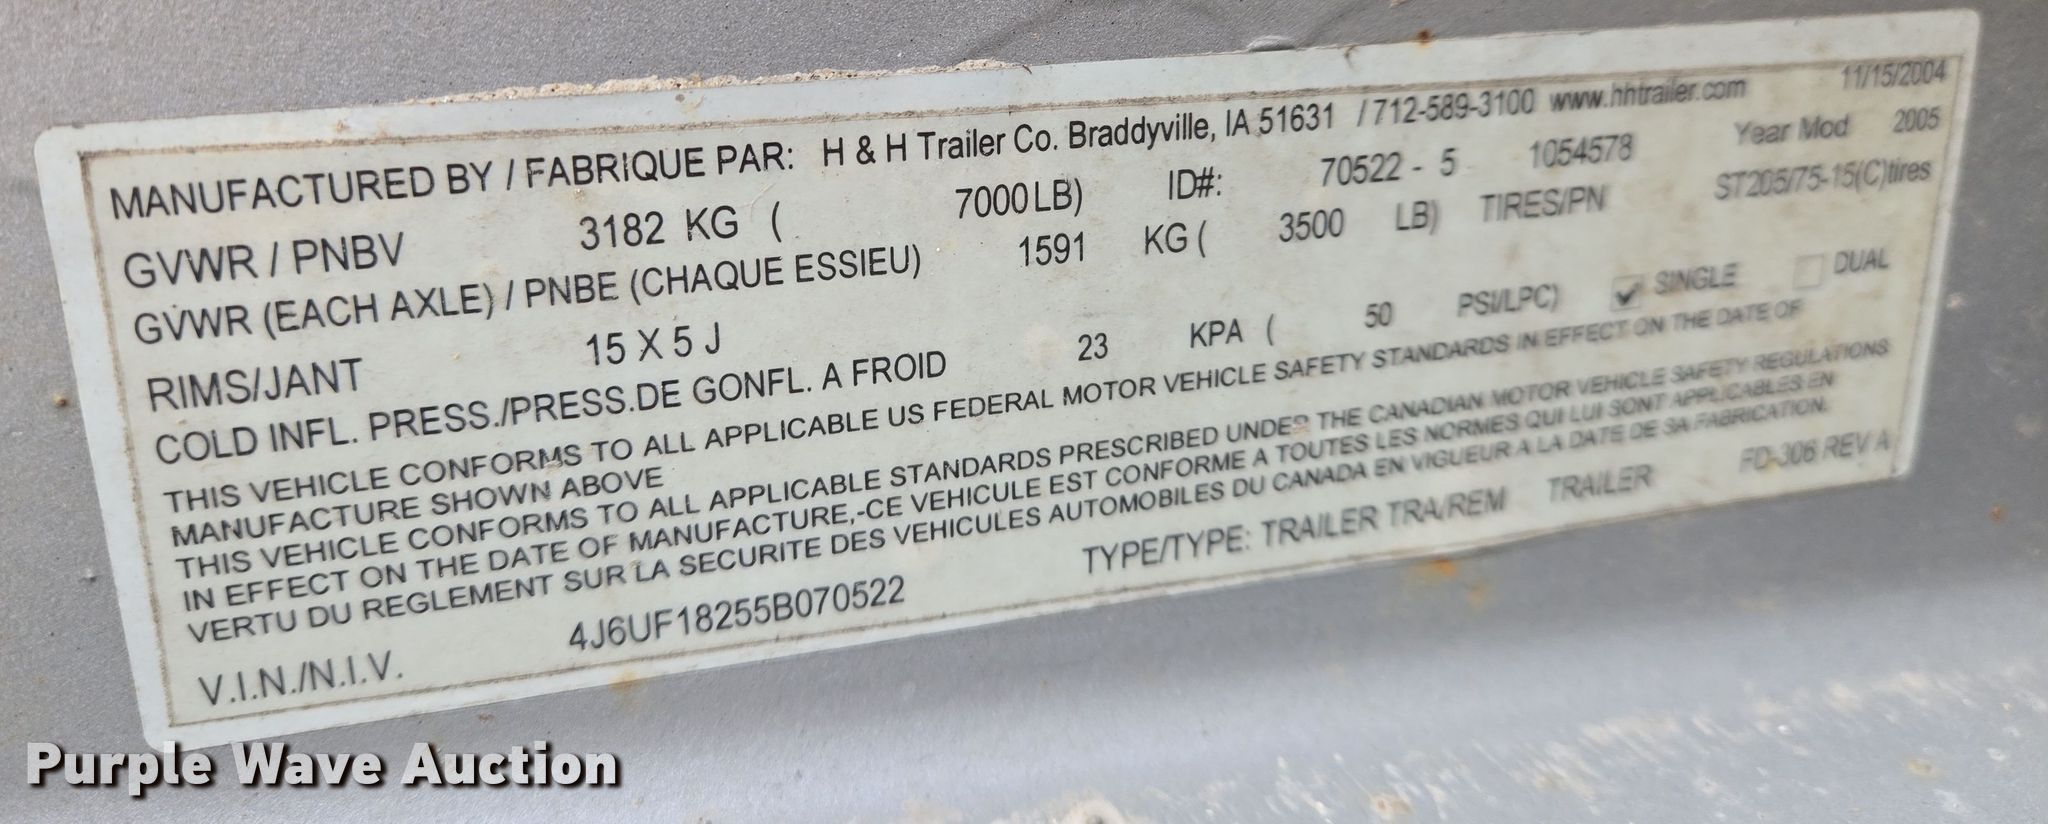 MANUFACTURED BY / FABRIQUE PAR: H & H Trailer Co. Braddyville, IA 51631 / 712-589-3100 www.hhtrailer.com 11/15/2004
GVWR / PNBV 3182 KG ( 7000 LB) ID#: 70522 - 5 1054578 Year Mod 2005
GVWR (EACH AXLE) / PNBE (CHAQUE ESSIEU) 1591 KG ( 3500 LB) TIRES/PN ST205/75-15(C)tires
RIMS/JANT 15 X 5 J
COLD INFL. PRESS./PRESS.DE GONFL. A FROID 23 KPA ( 50 PSI/LPC) SINGLE DUAL
THIS VEHICLE CONFORMS TO ALL APPLICABLE US FEDERAL MOTOR VEHICLE SAFETY STANDARDS IN EFFECT ON THE DATE OF
MANUFACTURE SHOWN ABOVE
THIS VEHICLE CONFORMS TO ALL APPLICABLE STANDARDS PRESCRIBED UNDER THE CANADIAN MOTOR VEHICLE SAFETY REGULATIONS
IN EFFECT ON THE DATE OF MANUFACTURE,-CE VEHICULE EST CONFORME A TOUTES LES NORMES QUI LUI SONT APPLICABLES EN
VERTU DU REGLEMENT SUR LA SECURITE DES VEHICULES AUTOMOBILES DU CANADA EN VIGUEUR A LA DATE DE SA FABRICATION.
V.I.N./N.I.V. 4J6UF18255B070522 TYPE/TYPE: TRAILER TRA/REM TRAILER FD-306 REV A
Purple Wave Auction